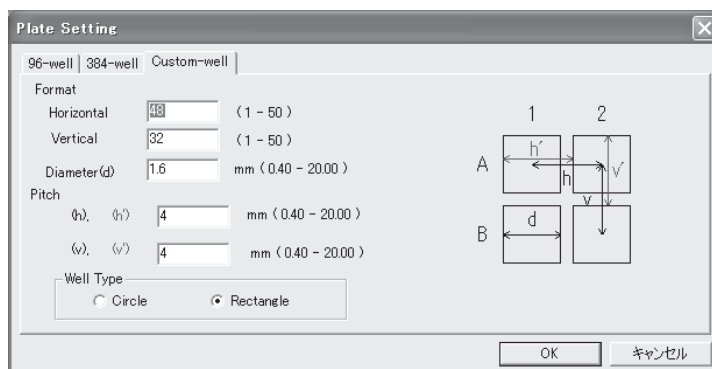 Plate Setting
96-well 384-well Custom-well
Format
Horizontal 48 (1 - 50)
Vertical 32 (1 - 50)
Diameter(d) 1.6 mm (0.40 - 20.00)
Pitch
(h), (h') 4 mm (0.40 - 20.00)
(v), (v') 4 mm (0.40 - 20.00)
Well Type
Circle Rectangle
1 2
A h' h v'
v
B d
OK キャンセル